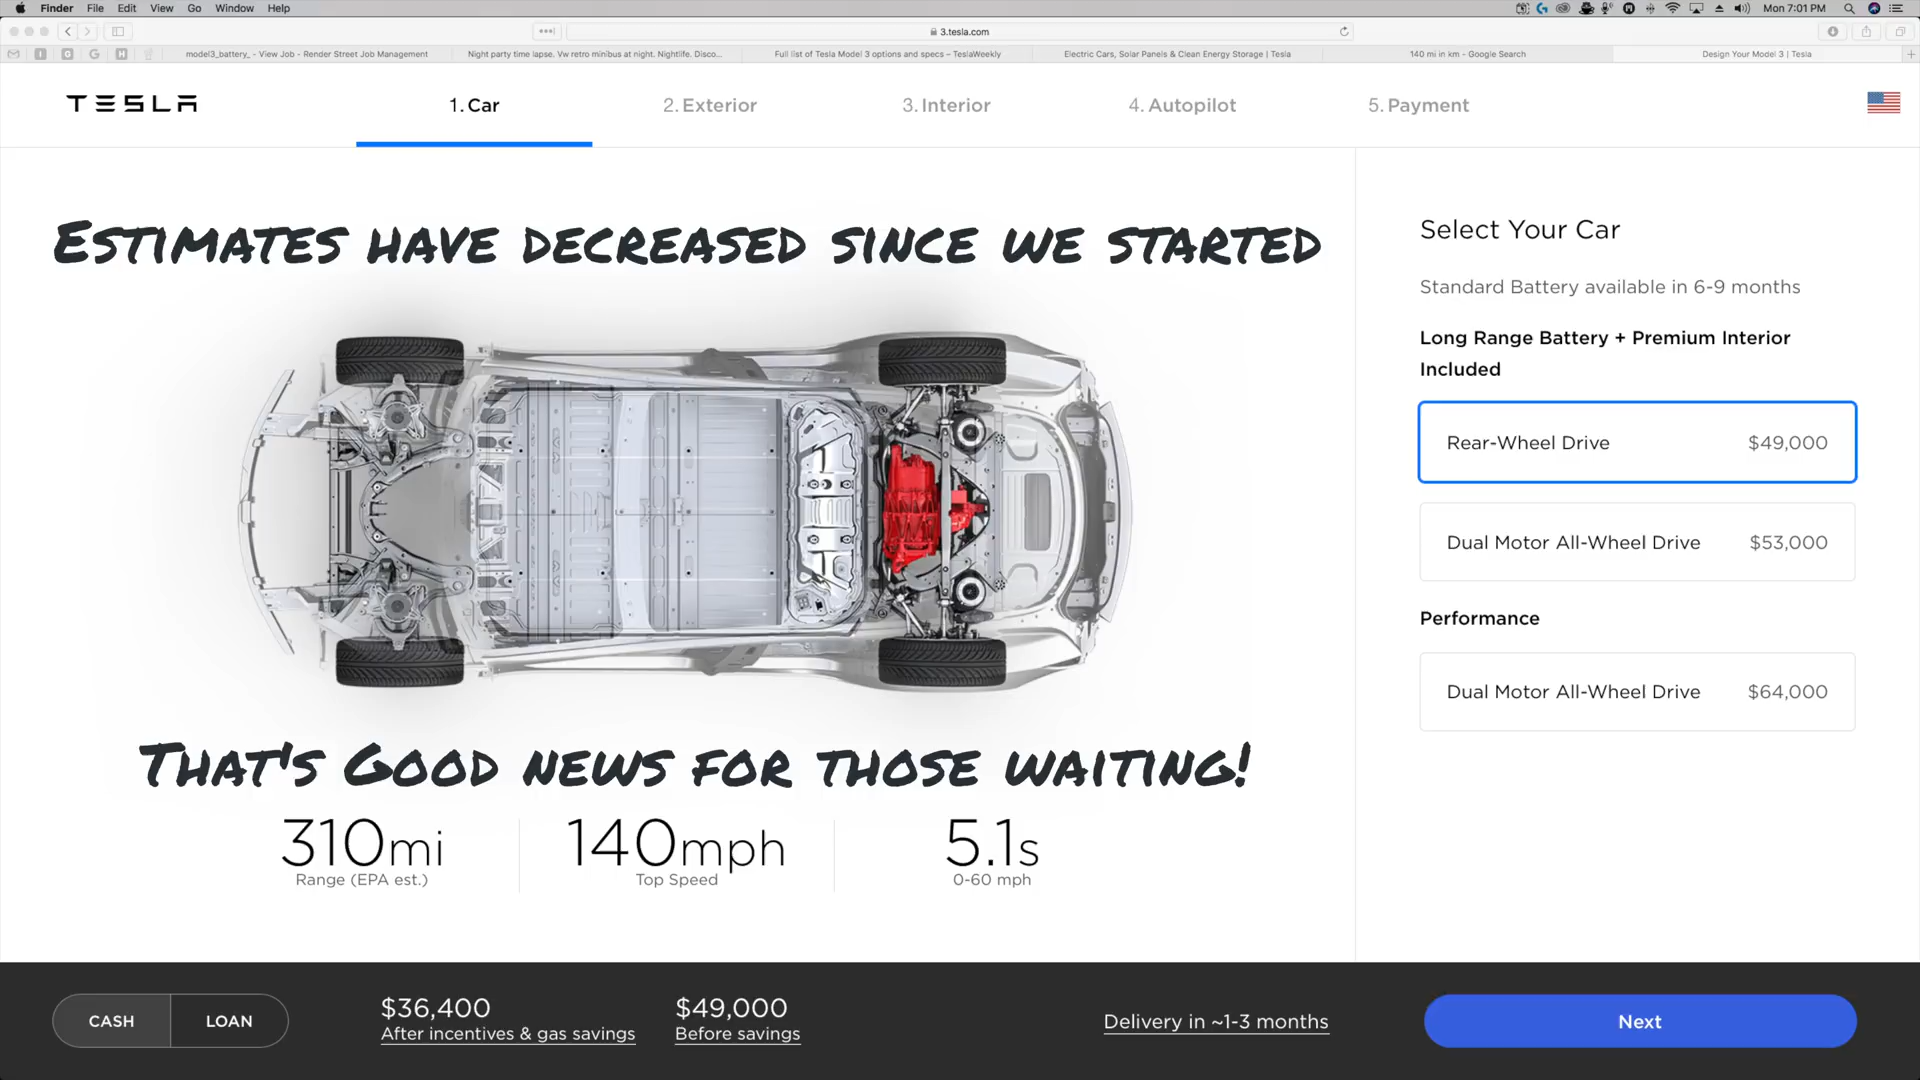 Finder File Edit View Go Window Help
Mon 7:01 PM
3.tesla.com
model3_battery_ - View Job - Render Street Job Management
Night party time lapse. Vw retro minibus at night. Nightlife. Disco...
Full list of Tesla Model 3 options and specs – TeslaWeekly
Electric Cars, Solar Panels & Clean Energy Storage | Tesla
140 mi in km - Google Search
Design Your Model 3 | Tesla
TESLA
1. Car
2. Exterior
3. Interior
4. Autopilot
5. Payment
Estimates have decreased since we started
That's Good news for those waiting!
310mi
Range (EPA est.)
140mph
Top Speed
5.1s
0-60 mph
Select Your Car
Standard Battery available in 6-9 months
Long Range Battery + Premium Interior
Included
Rear-Wheel Drive $49,000
Dual Motor All-Wheel Drive $53,000
Performance
Dual Motor All-Wheel Drive $64,000
CASH
LOAN
$36,400
After incentives & gas savings
$49,000
Before savings
Delivery in ~1-3 months
Next